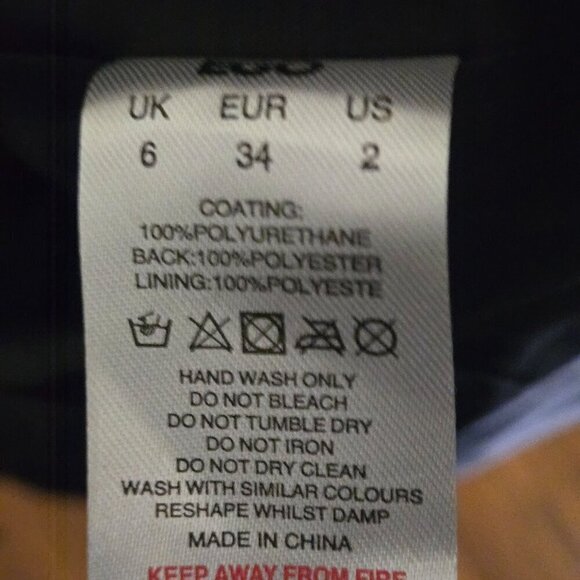 UK EUR US
6 34 2
COATING:
100%POLYURETHANE
BACK:100%POLYESTER
LINING:100%POLYESTE
HAND WASH ONLY
DO NOT BLEACH
DO NOT TUMBLE DRY
DO NOT IRON
DO NOT DRY CLEAN
WASH WITH SIMILAR COLOURS
RESHAPE WHILST DAMP
MADE IN CHINA
KEEP AWAY FROM FIRE